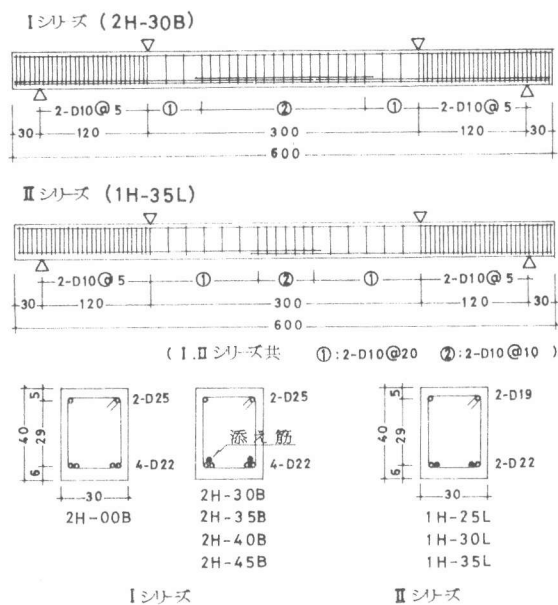 Iシリーズ (2H-30B)
2-D10@5 ① ② ① 2-D10@5
30 120 300 120 30
600
IIシリーズ (1H-35L)
2-D10@5 ① ② ① 2-D10@5
30 120 300 120 30
600
(I.IIシリーズ共 ①:2-D10@20 ②:2-D10@10)
5 2-D25 2-D25 5 2-D19
40 29 添え筋 40 29
6 4-D22 4-D22 6 2-D22
30 30
2H-00B 2H-30B 1H-25L
2H-35B 1H-30L
2H-40B 1H-35L
2H-45B
Iシリーズ IIシリーズ